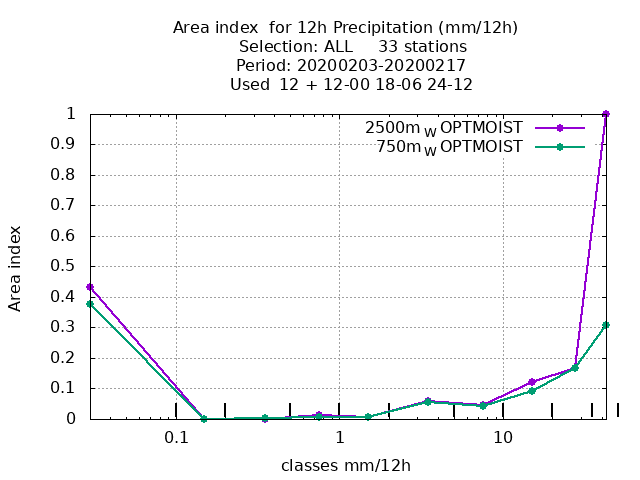 Area index  for 12h Precipitation (mm/12h)
Selection: ALL     33 stations
Period: 20200203-20200217
Used  12 + 12-00 18-06 24-12
2500m W OPTMOIST
750m W OPTMOIST
1
0.9
0.8
0.7
0.6
0.5
0.4
0.3
0.2
0.1
0
Area index
0.1
1
10
classes mm/12h